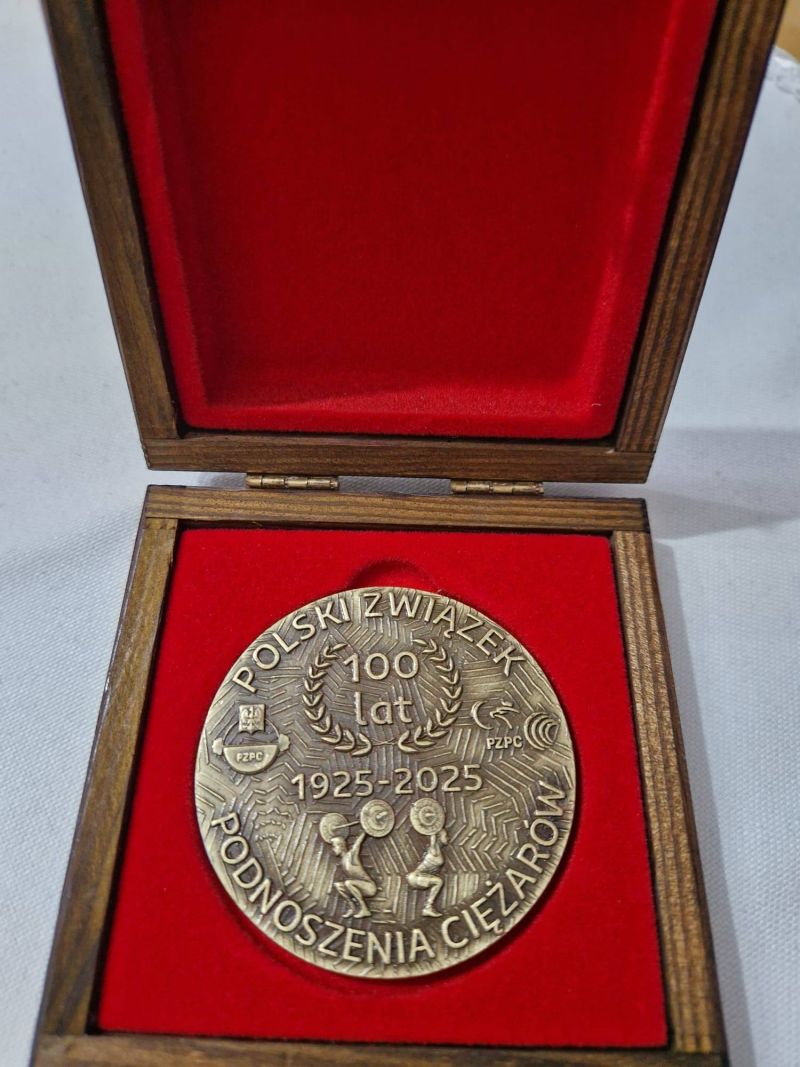 POLSKI ZWIĄZEK
100
lat
PZPC
PZPC
1925-2025
PODNOSZENIA CIĘŻARÓW